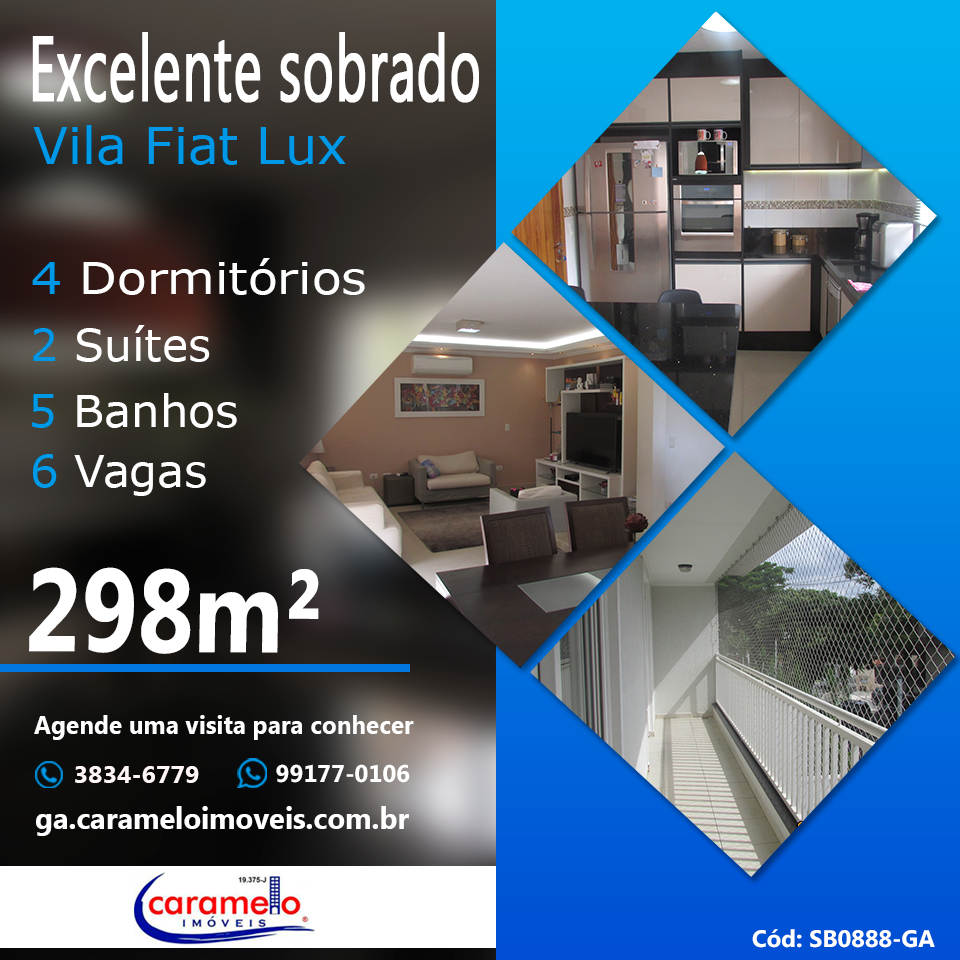 Excelente sobrado
Vila Fiat Lux
4 Dormitórios
2 Suítes
5 Banhos
6 Vagas
298m²
Agende uma visita para conhecer
3834-6779 99177-0106
ga.carameloimoveis.com.br
19.375-J
caramelo
IMÓVEIS ®
Cód: SB0888-GA